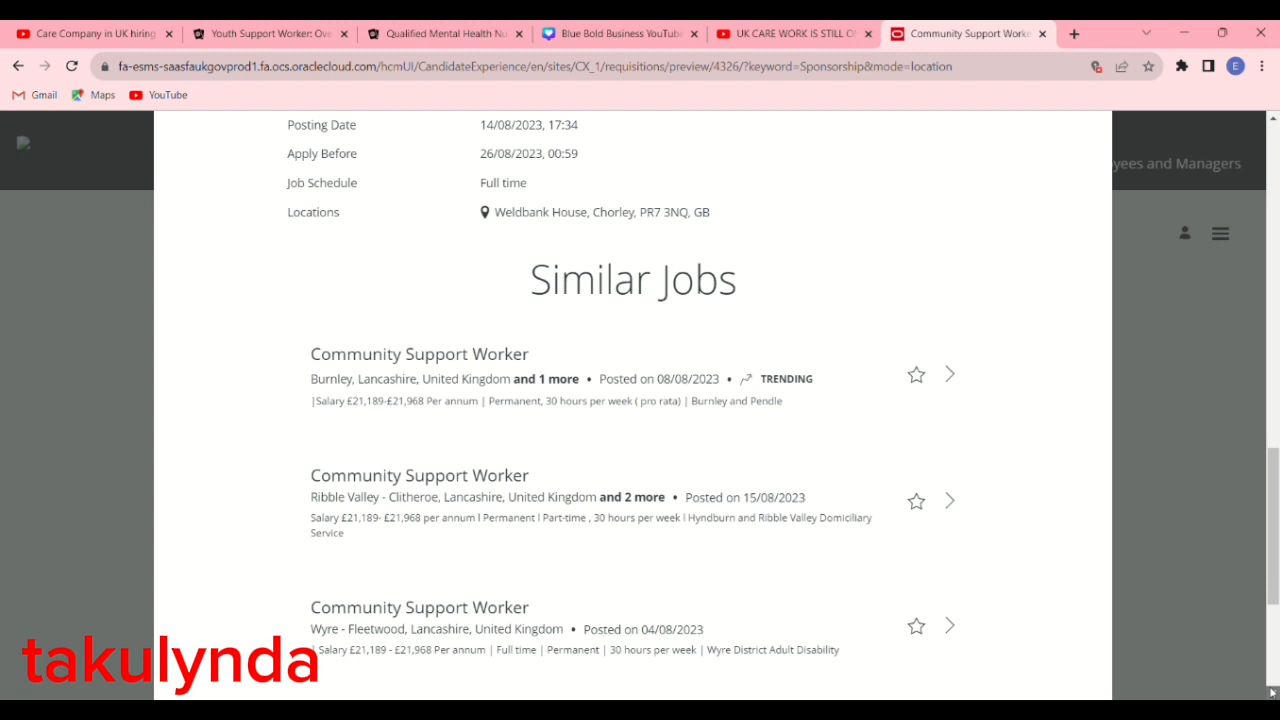 Care Company in UK hiring
Youth Support Worker: Ove
Qualified Mental Health Nu
Blue Bold Business YouTube
UK CARE WORK IS STILL O
Community Support Worke
fa-esms-saasfaukgovprod1.fa.ocs.oraclecloud.com/hcmUI/CandidateExperience/en/sites/CX_1/requisitions/preview/4326/?keyword=Sponsorship&mode=location
E
Gmail
Maps
YouTube
Posting Date 14/08/2023, 17:34
yees and Managers
Apply Before 26/08/2023, 00:59
Job Schedule Full time
Locations Weldbank House, Chorley, PR7 3NQ, GB
Similar Jobs
Community Support Worker
Burnley, Lancashire, United Kingdom and 1 more • Posted on 08/08/2023 • TRENDING
|Salary £21,189-£21,968 Per annum | Permanent, 30 hours per week ( pro rata) | Burnley and Pendle
Community Support Worker
Ribble Valley - Clitheroe, Lancashire, United Kingdom and 2 more • Posted on 15/08/2023
Salary £21,189- £21,968 per annum l Permanent l Part-time , 30 hours per week l Hyndburn and Ribble Valley Domiciliary
Service
Community Support Worker
Wyre - Fleetwood, Lancashire, United Kingdom • Posted on 04/08/2023
| Salary £21,189 - £21,968 Per annum | Full time | Permanent | 30 hours per week | Wyre District Adult Disability
takulynda